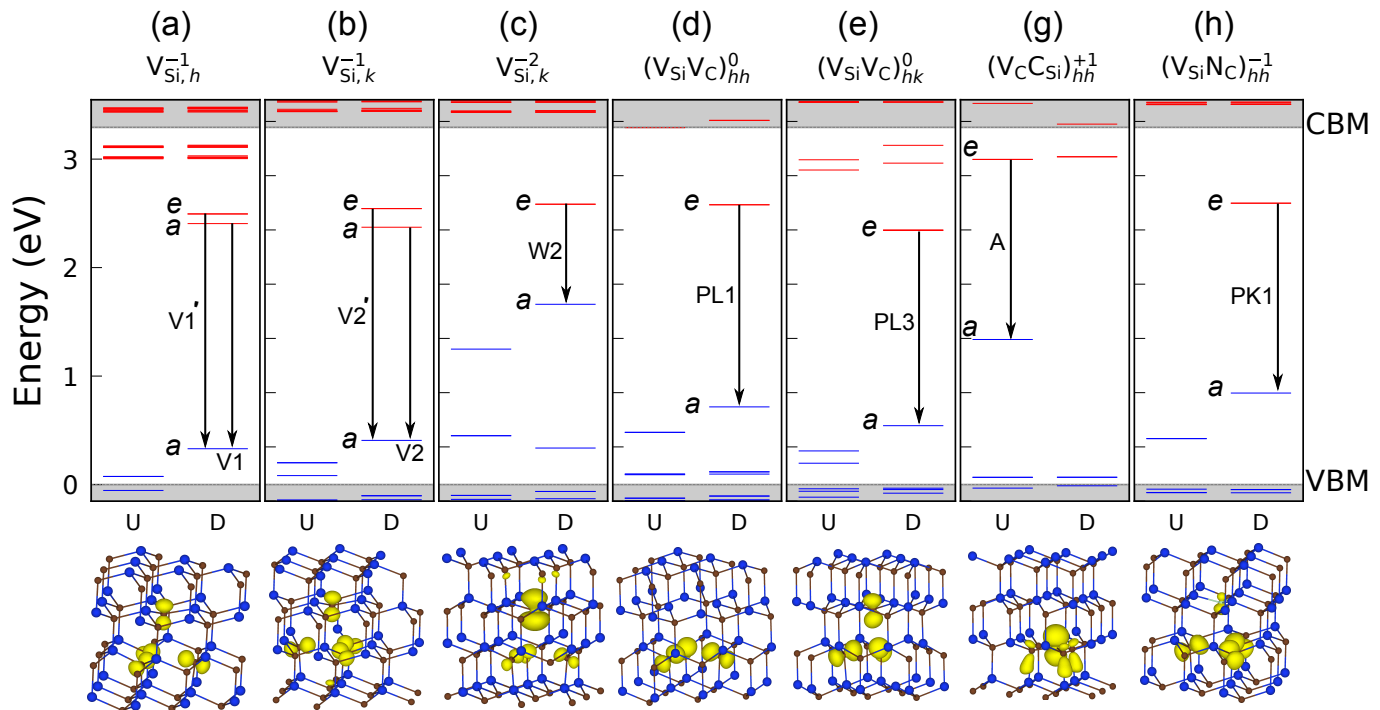 (a) (b) (c) (d) (e) (g) (h)
V⁻¹Si,h V⁻¹Si,k V⁻²Si,k (VSiVC)⁰hh (VSiVC)⁰hk (VCCSi)⁺¹hh (VSiNC)⁻¹hh
CBM
3
e e e e e e e
a a
W2 A
2
Energy (eV)
a
V1' V2' PL1 PL3 PK1
a
1
a a a
a a
V1 V2
0
VBM
U D U D U D U D U D U D U D